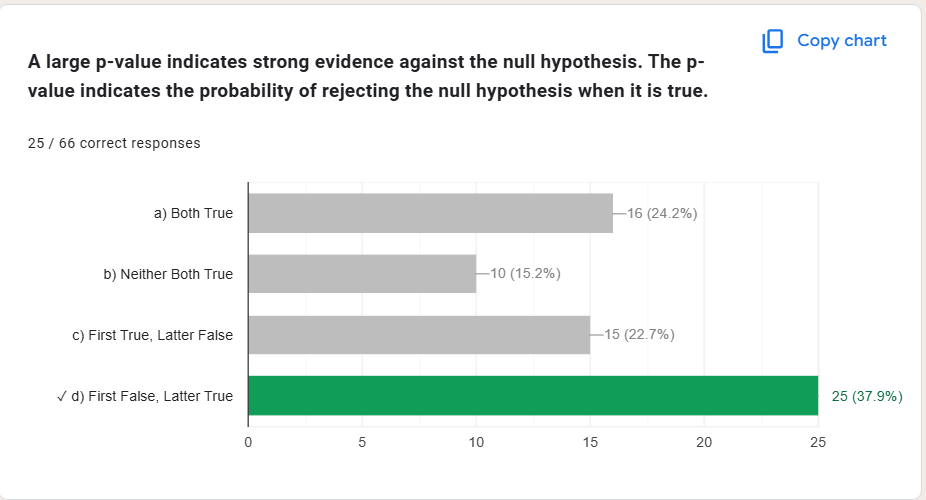 Copy chart
A large p-value indicates strong evidence against the null hypothesis. The p-
value indicates the probability of rejecting the null hypothesis when it is true.
25 / 66 correct responses
a) Both True
16 (24.2%)
b) Neither Both True
10 (15.2%)
c) First True, Latter False
15 (22.7%)
✓ d) First False, Latter True
25 (37.9%)
0 5 10 15 20 25